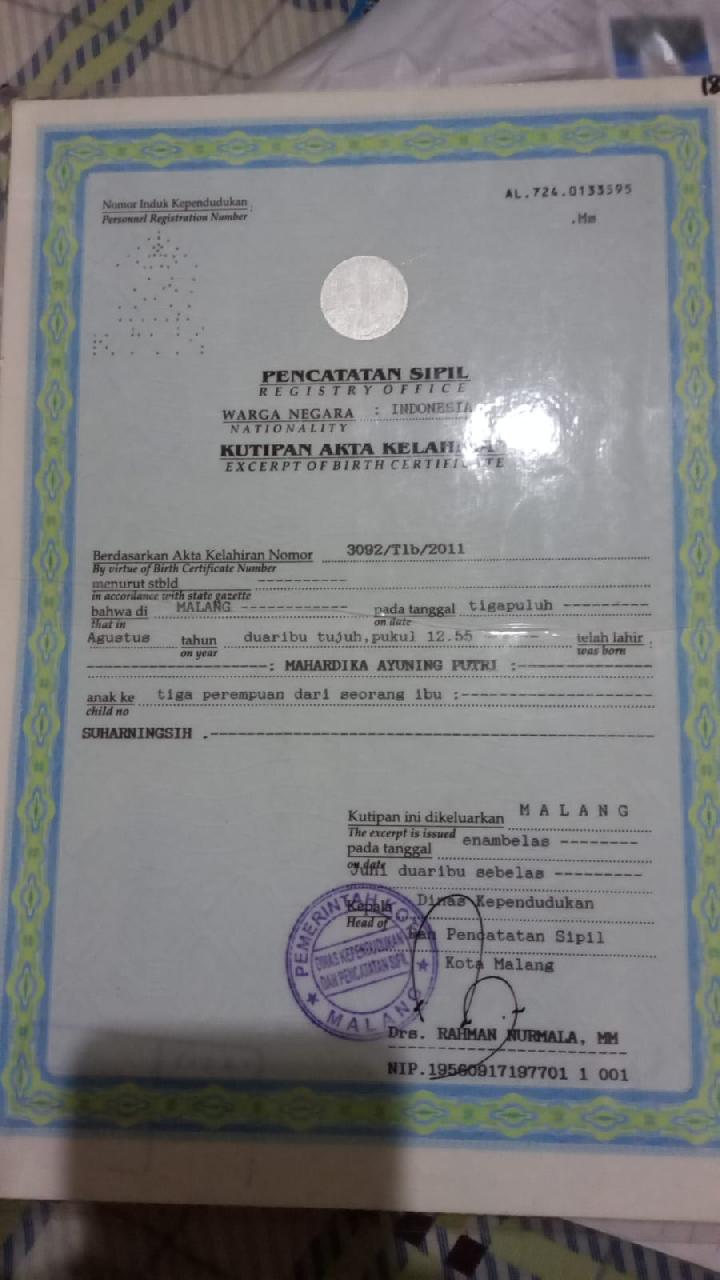 18
Nomor Induk Kependudukan :
Personnel Registration Number
AL.724.0133595
.Mm
PENCATATAN SIPIL
REGISTRY OFFICE
WARGA NEGARA : INDONESIA
NATIONALITY
KUTIPAN AKTA
EXCERPT OF BIRTH CERTIFICATE
Berdasarkan Akta Kelahiran Nomor 3092/Tlb/2011
By virtue of Birth Certificate Number
menurut stbld ----------
in accordance with state gazette
bahwa di MALANG ------------ pada tanggal tigapuluh ---------
that in on date
Agustus tahun duaribu tujuh,pukul 12.55 ------- telah lahir :
on year was born
--------------------: MAHARDIKA AYUNING PUTRI :---------------
anak ke tiga perempuan dari seorang ibu :---------------------
child no
SUHARNINGSIH .------------------------------------------------
Kutipan ini dikeluarkan M A L A N G
The excerpt is issued
pada tanggal enambelas --------
on date
Juni duaribu sebelas ---------
Kepala Dinas Kependudukan
Head of
dan Pencatatan Sipil
Kota Malang
PEMERINTAH KOTA
DINAS KEPENDUDUKAN
DAN PENCATATAN SIPIL
MALANG
Drs. RAHMAN NURMALA, MM
NIP.19560917197701 1 001